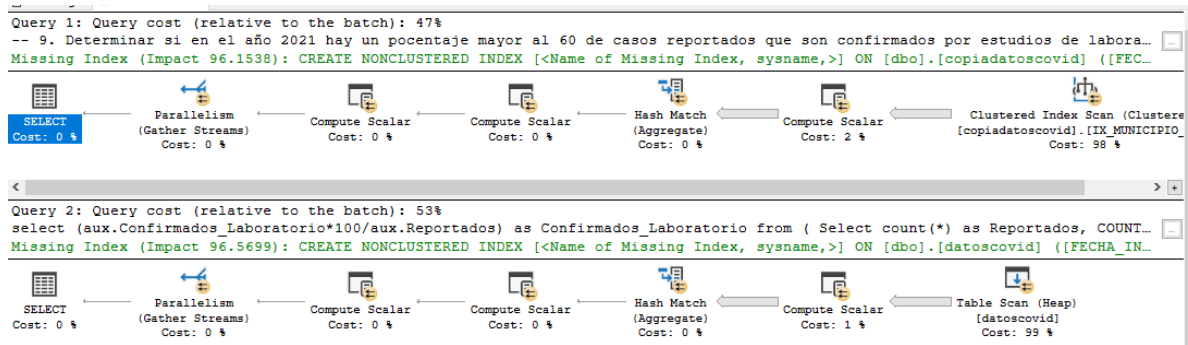 Query 1: Query cost (relative to the batch): 47%
-- 9. Determinar si en el año 2021 hay un pocentaje mayor al 60 de casos reportados que son confirmados por estudios de labora…
Missing Index (Impact 96.1538): CREATE NONCLUSTERED INDEX [<Name of Missing Index, sysname,>] ON [dbo].[copiadatoscovid] ([FEC…
SELECT
Cost: 0 %
Parallelism
(Gather Streams)
Cost: 0 %
Compute Scalar
Cost: 0 %
Compute Scalar
Cost: 0 %
Hash Match
(Aggregate)
Cost: 0 %
Compute Scalar
Cost: 2 %
Clustered Index Scan (Clustere
[copiadatoscovid].[IX_MUNICIPIO_
Cost: 98 %
Query 2: Query cost (relative to the batch): 53%
select (aux.Confirmados_Laboratorio*100/aux.Reportados) as Confirmados_Laboratorio from ( Select count(*) as Reportados, COUNT…
Missing Index (Impact 96.5699): CREATE NONCLUSTERED INDEX [<Name of Missing Index, sysname,>] ON [dbo].[datoscovid] ([FECHA_IN…
SELECT
Cost: 0 %
Parallelism
(Gather Streams)
Cost: 0 %
Compute Scalar
Cost: 0 %
Compute Scalar
Cost: 0 %
Hash Match
(Aggregate)
Cost: 0 %
Compute Scalar
Cost: 1 %
Table Scan (Heap)
[datoscovid]
Cost: 99 %